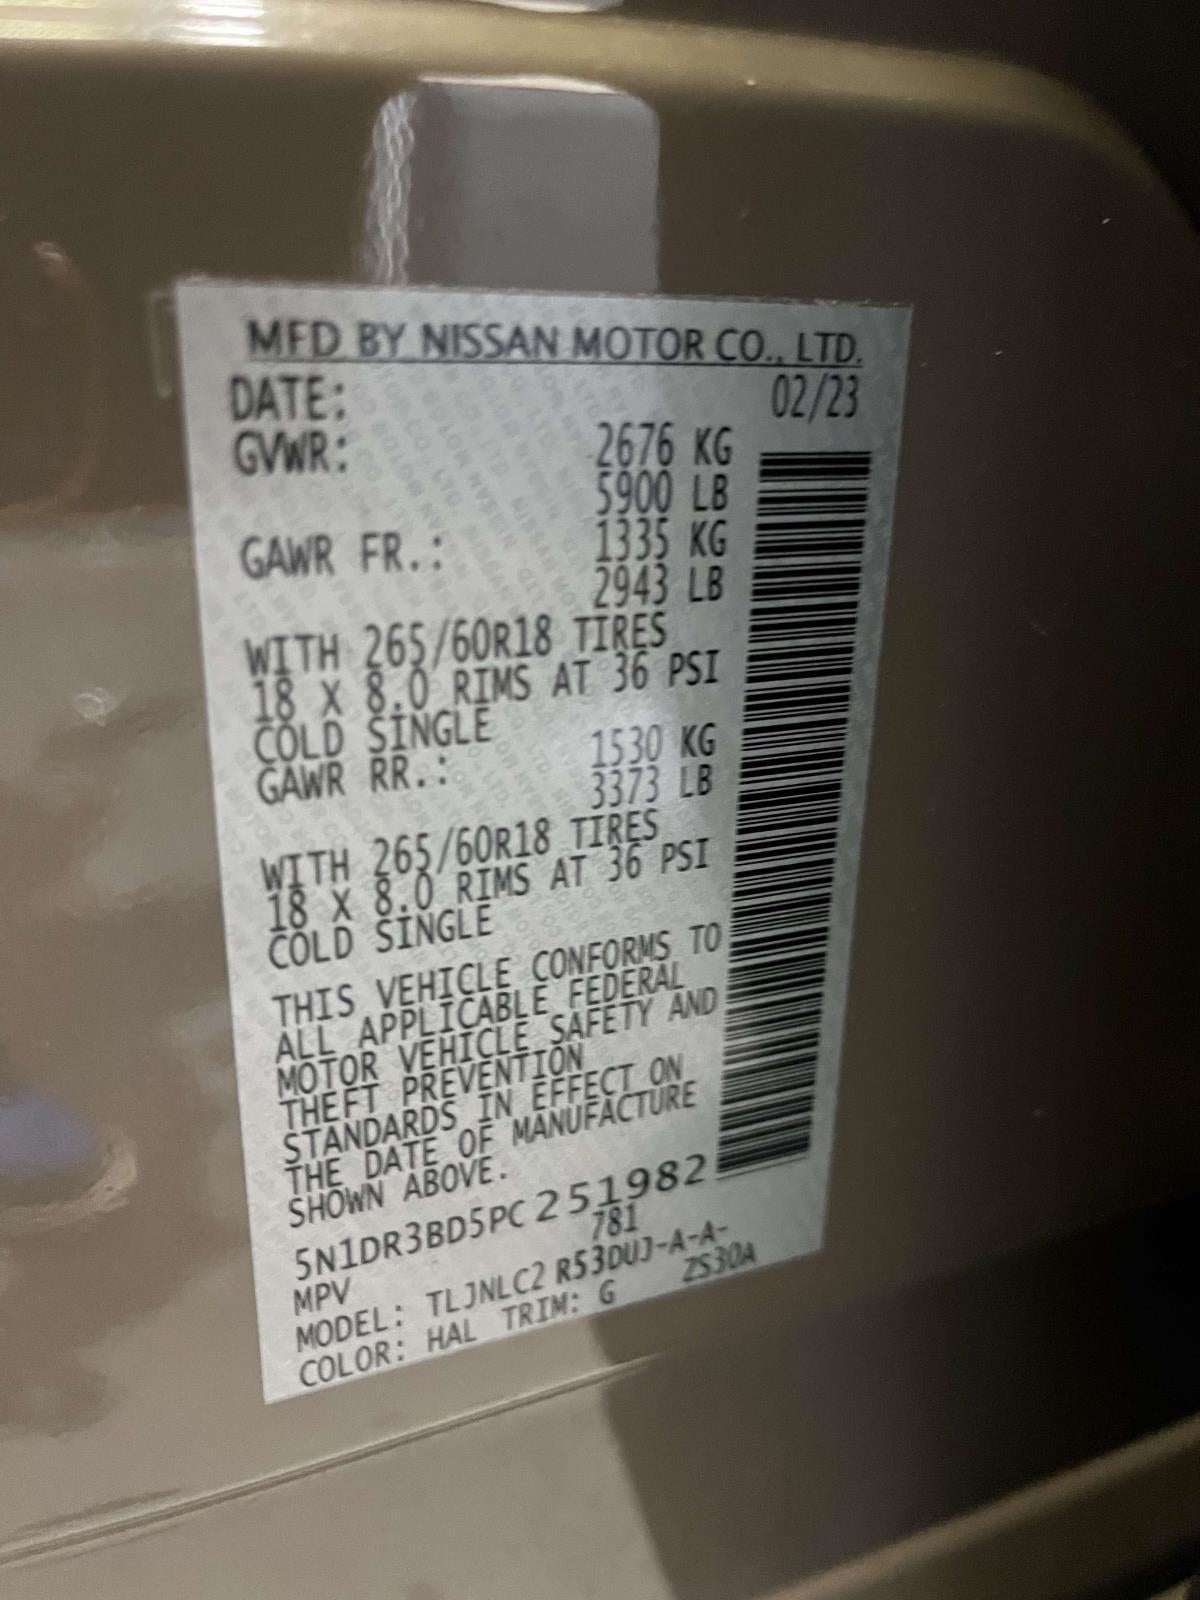 MFD BY NISSAN MOTOR CO., LTD.
DATE: 02/23
GVWR: 2676 KG
5900 LB
GAWR FR.: 1335 KG
2943 LB
WITH 265/60R18 TIRES
18 X 8.0 RIMS AT 36 PSI
COLD SINGLE
GAWR RR.: 1530 KG
3373 LB
WITH 265/60R18 TIRES
18 X 8.0 RIMS AT 36 PSI
COLD SINGLE
THIS VEHICLE CONFORMS TO
ALL APPLICABLE FEDERAL
MOTOR VEHICLE SAFETY AND
THEFT PREVENTION
STANDARDS IN EFFECT ON
THE DATE OF MANUFACTURE
SHOWN ABOVE.
5N1DR3BD5PC251982
MPV 781
MODEL: TLJNLC2 R53DUJ-A-A-
COLOR: HAL TRIM: G ZS30A